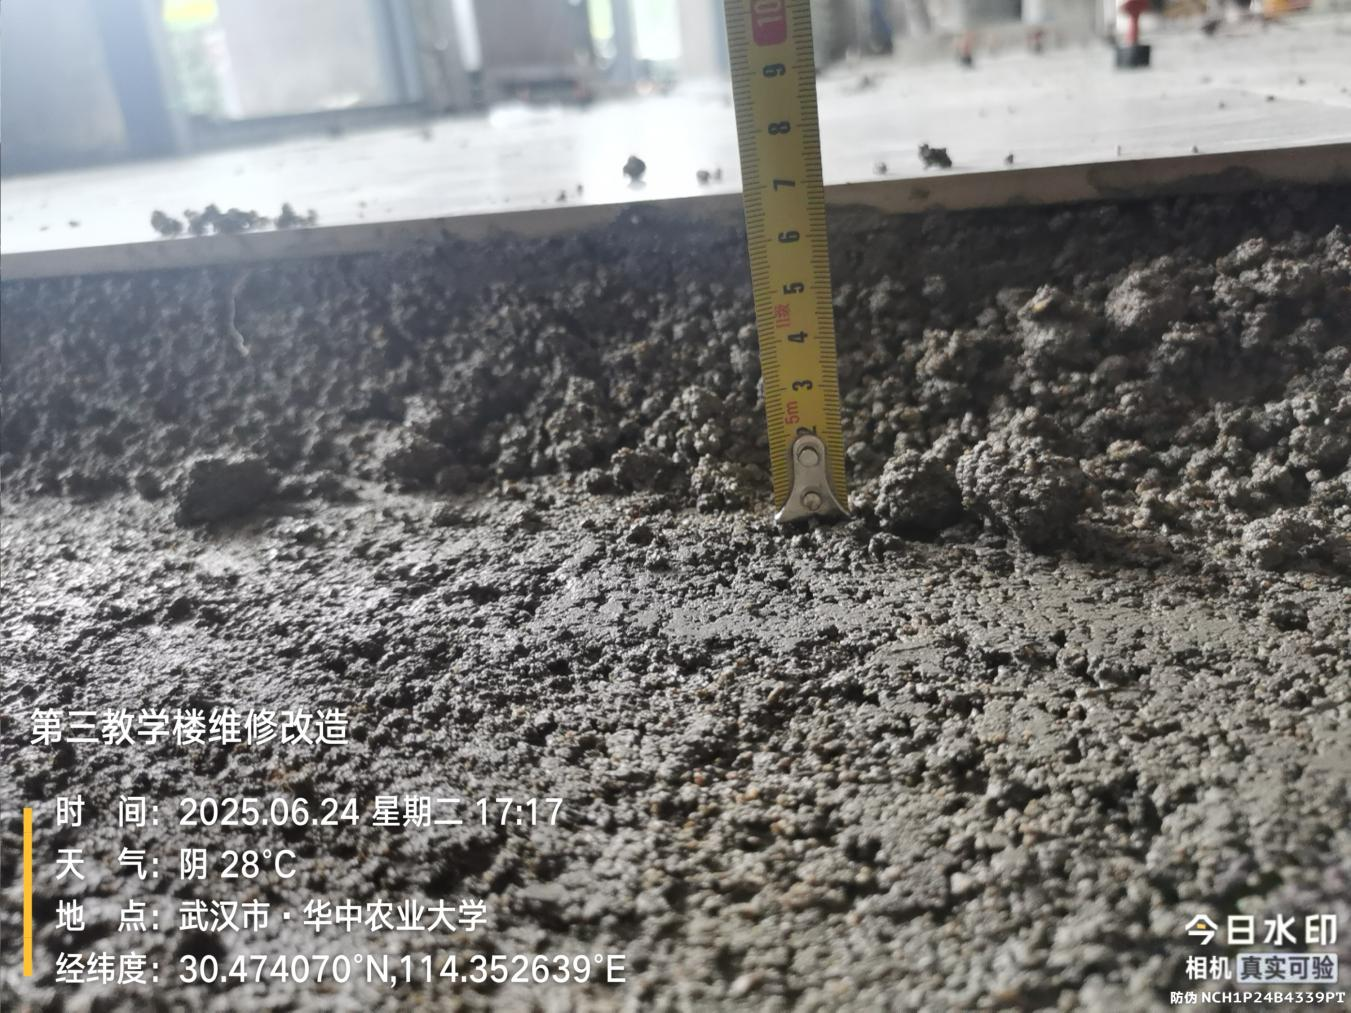 10
9
8
7
6
5
II级
4
3
5m
2
第三教学楼维修改造
时 间: 2025.06.24 星期二 17:17
天 气: 阴 28°C
地 点: 武汉市·华中农业大学
经纬度: 30.474070°N,114.352639°E
今日水印
相机 真实可验
防伪 NCH1P24B4339PT